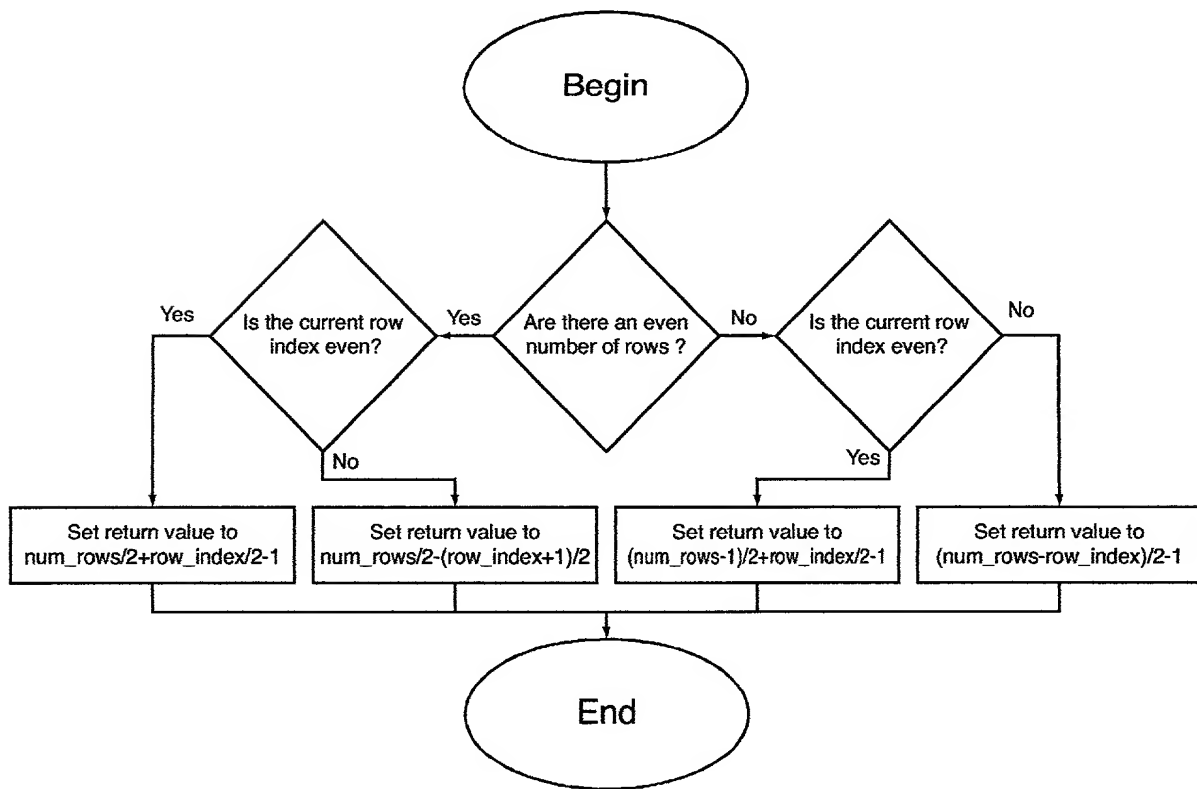 Begin
Yes
Is the current row
index even?
Yes
Are there an even
number of rows ?
No
Is the current row
index even?
No
No
Yes
Set return value to
num_rows/2+row_index/2-1
Set return value to
num_rows/2-(row_index+1)/2
Set return value to
(num_rows-1)/2+row_index/2-1
Set return value to
(num_rows-row_index)/2-1
End